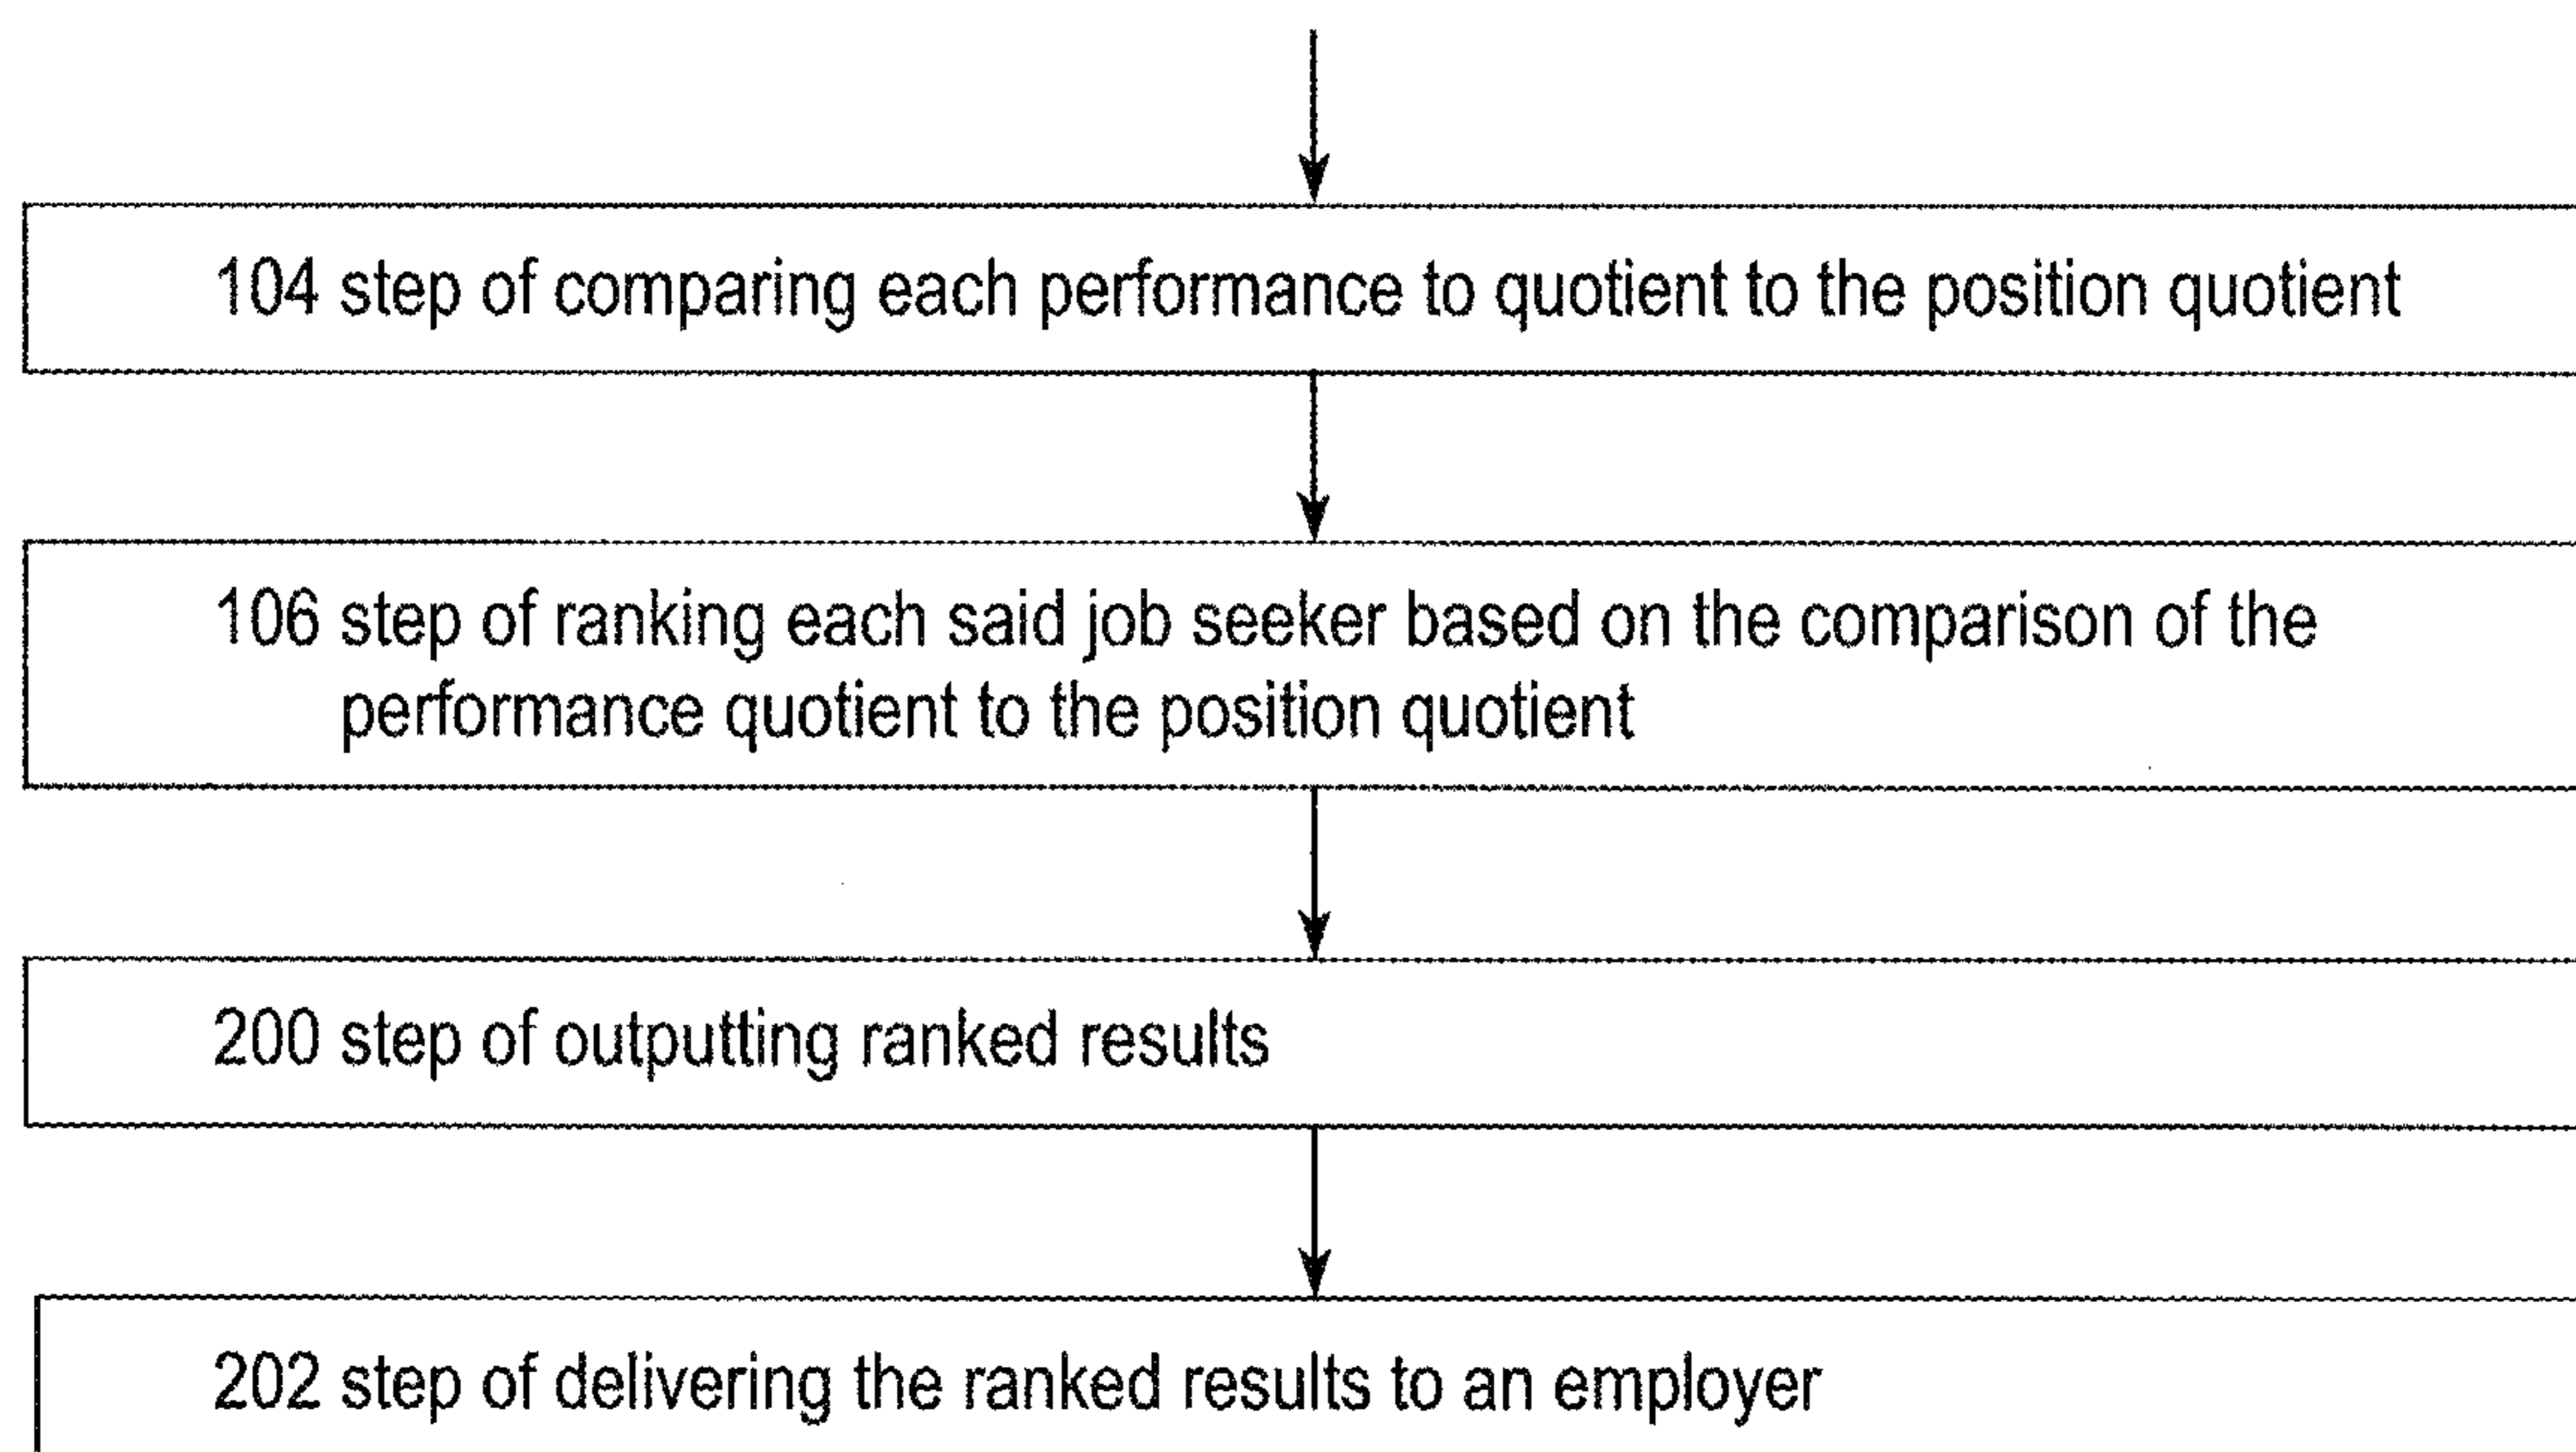 104 step of comparing each performance to quotient to the position quotient
106 step of ranking each said job seeker based on the comparison of the
performance quotient to the position quotient
200 step of outputting ranked results
202 step of delivering the ranked results to an employer